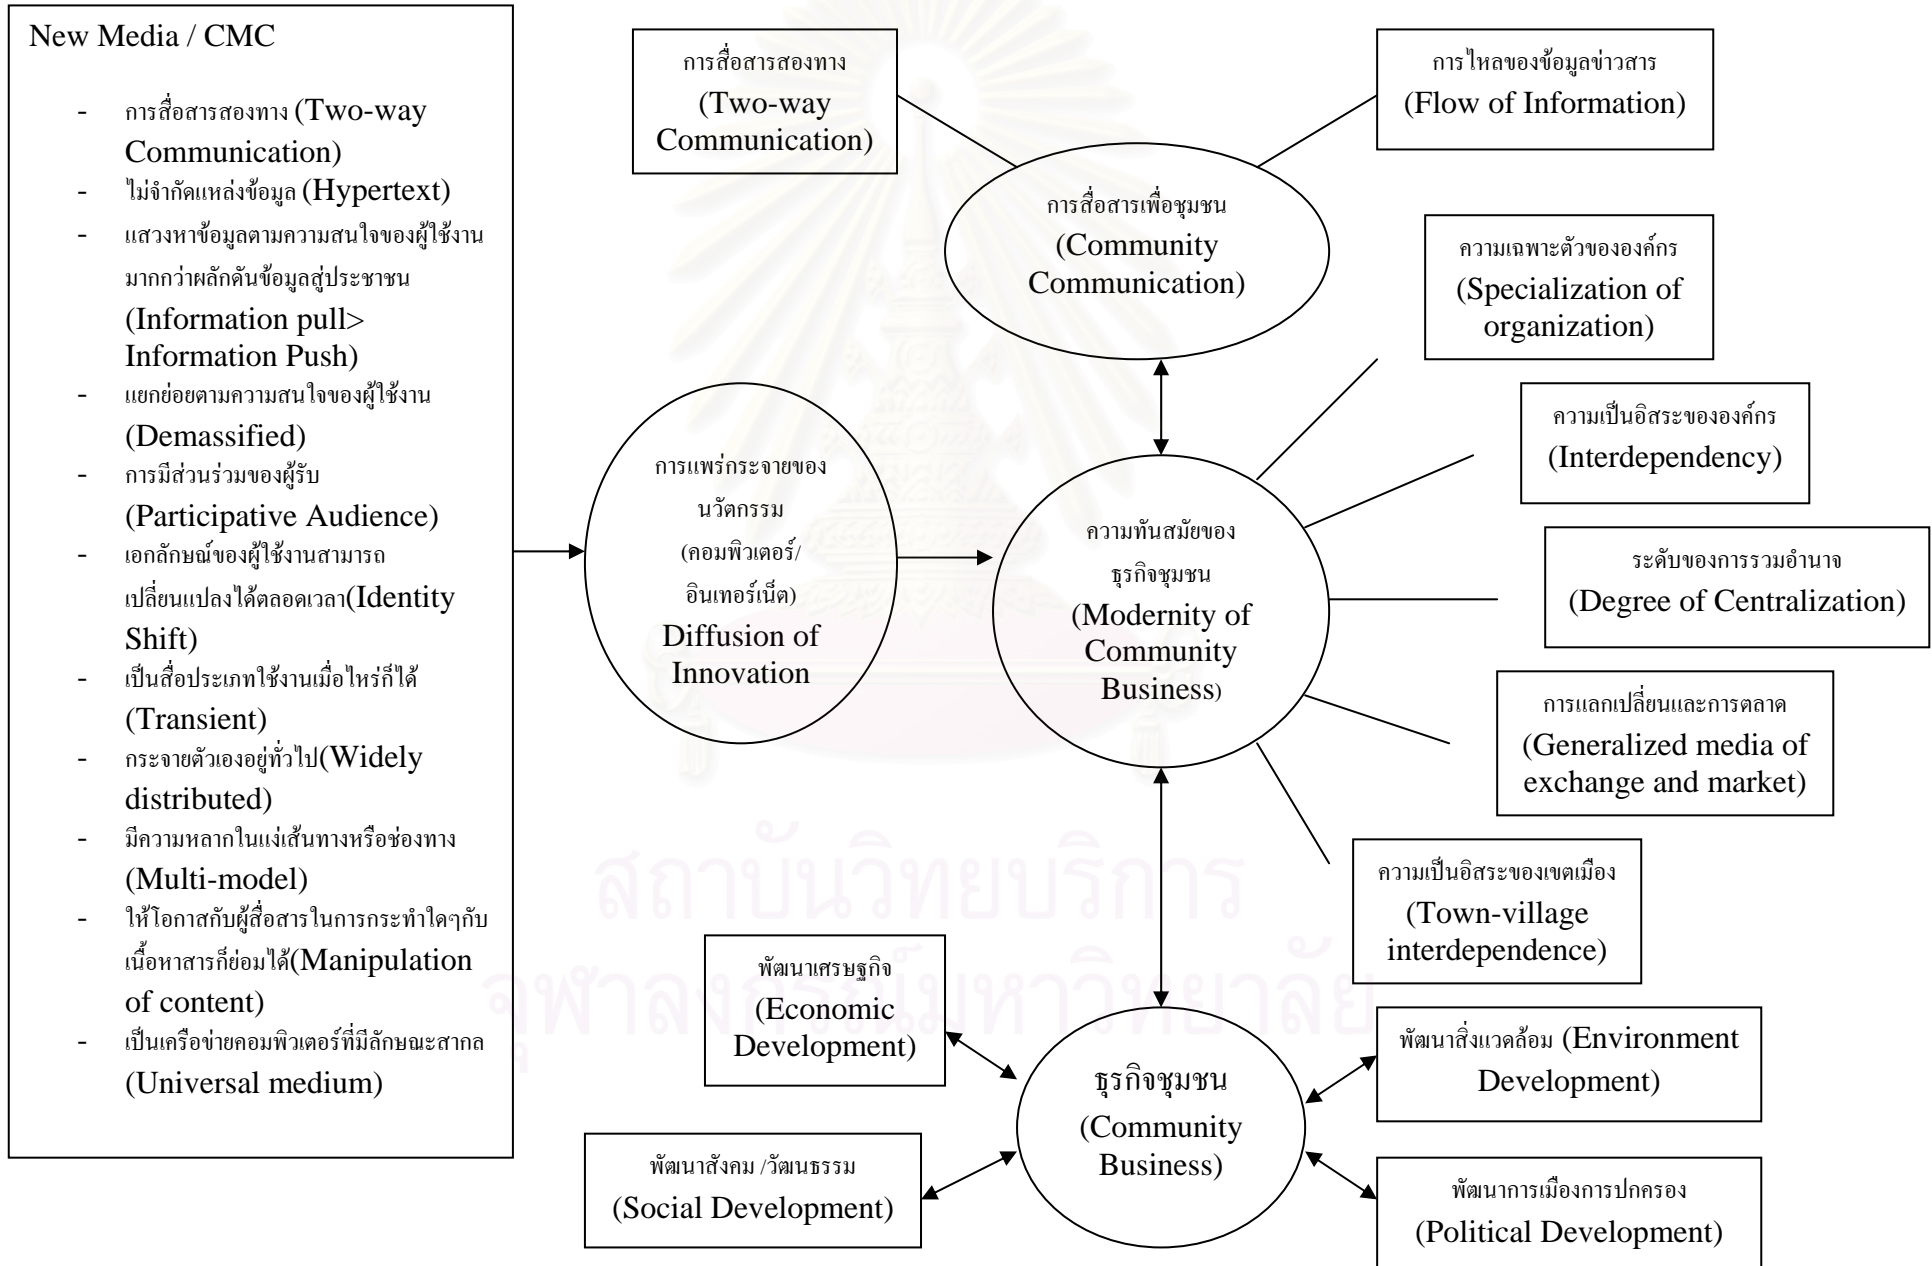 New Media / CMC
- การสื่อสารสองทาง (Two-way
Communication)
- ไม่จำกัดแหล่งข้อมูล (Hypertext)
- แสวงหาข้อมูลตามความสนใจของผู้ใช้งาน
มากกว่าผลักดันข้อมูลสู่ประชาชน
(Information pull>
Information Push)
- แยกย่อยตามความสนใจของผู้ใช้งาน
(Demassified)
- การมีส่วนร่วมของผู้รับ
(Participative Audience)
- เอกลักษณ์ของผู้ใช้งานสามารถ
เปลี่ยนแปลงได้ตลอดเวลา(Identity
Shift)
- เป็นสื่อประเภทใช้งานเมื่อไหร่ก็ได้
(Transient)
- กระจายตัวเองอยู่ทั่วไป(Widely
distributed)
- มีความหลากในแง่เส้นทางหรือช่องทาง
(Multi-model)
- ให้โอกาสกับผู้สื่อสารในการกระทำใดๆกับ
เนื้อหาสารก็ย่อมได้(Manipulation
of content)
- เป็นเครือข่ายคอมพิวเตอร์ที่มีลักษณะสากล
(Universal medium)
การสื่อสารสองทาง
(Two-way
Communication)
การไหลของข้อมูลข่าวสาร
(Flow of Information)
การสื่อสารเพื่อชุมชน
(Community
Communication)
ความเฉพาะตัวขององค์กร
(Specialization of
organization)
ความเป็นอิสระขององค์กร
(Interdependency)
การแพร่กระจายของ
นวัตกรรม
(คอมพิวเตอร์/
อินเทอร์เน็ต)
Diffusion of
Innovation
ความทันสมัยของ
ธุรกิจชุมชน
(Modernity of
Community
Business)
ระดับของการรวมอำนาจ
(Degree of Centralization)
การแลกเปลี่ยนและการตลาด
(Generalized media of
exchange and market)
ความเป็นอิสระของเขตเมือง
(Town-village
interdependence)
สถาบันวิทยบริการ
จุฬาลงกรณ์มหาวิทยาลัย
พัฒนาเศรษฐกิจ
(Economic
Development)
ธุรกิจชุมชน
(Community
Business)
พัฒนาสิ่งแวดล้อม (Environment
Development)
พัฒนาสังคม /วัฒนธรรม
(Social Development)
พัฒนาการเมืองการปกครอง
(Political Development)